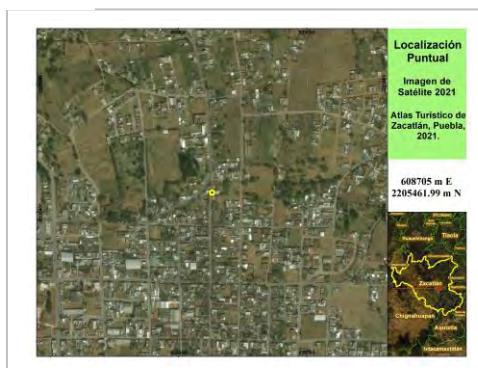 Localización
Puntual
Imagen de
Satélite 2021
Atlas Turístico de
Zacatlán, Puebla,
2021.
608705 m E
2205461.99 m N
Tlaola
Zacatlán
Chignahuapan
Aquixtla
Ixtacamaxtitlán